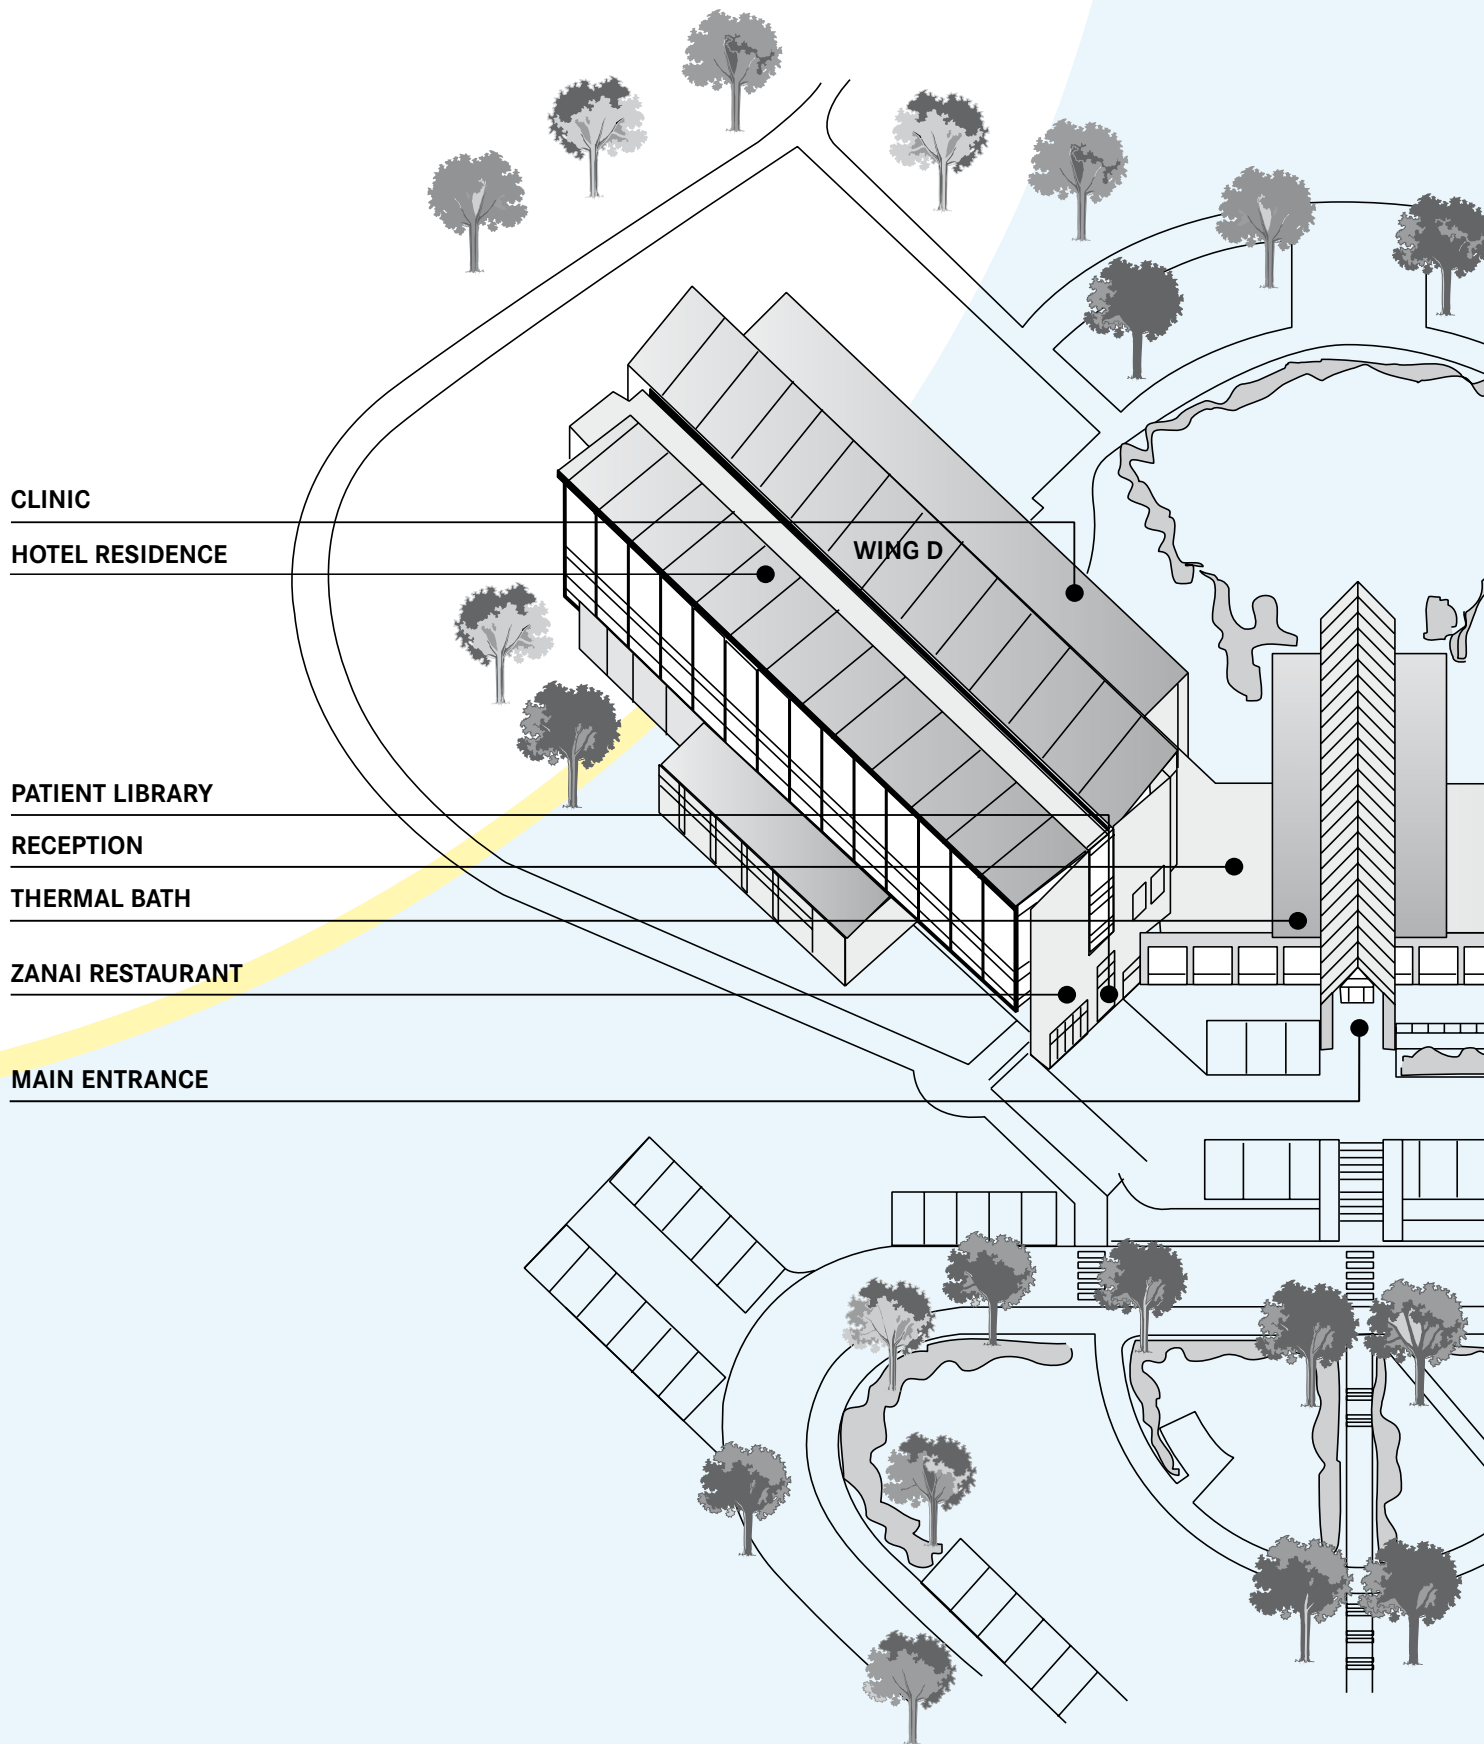 CLINIC
HOTEL RESIDENCE
WING D
PATIENT LIBRARY
RECEPTION
THERMAL BATH
ZANAI RESTAURANT
MAIN ENTRANCE